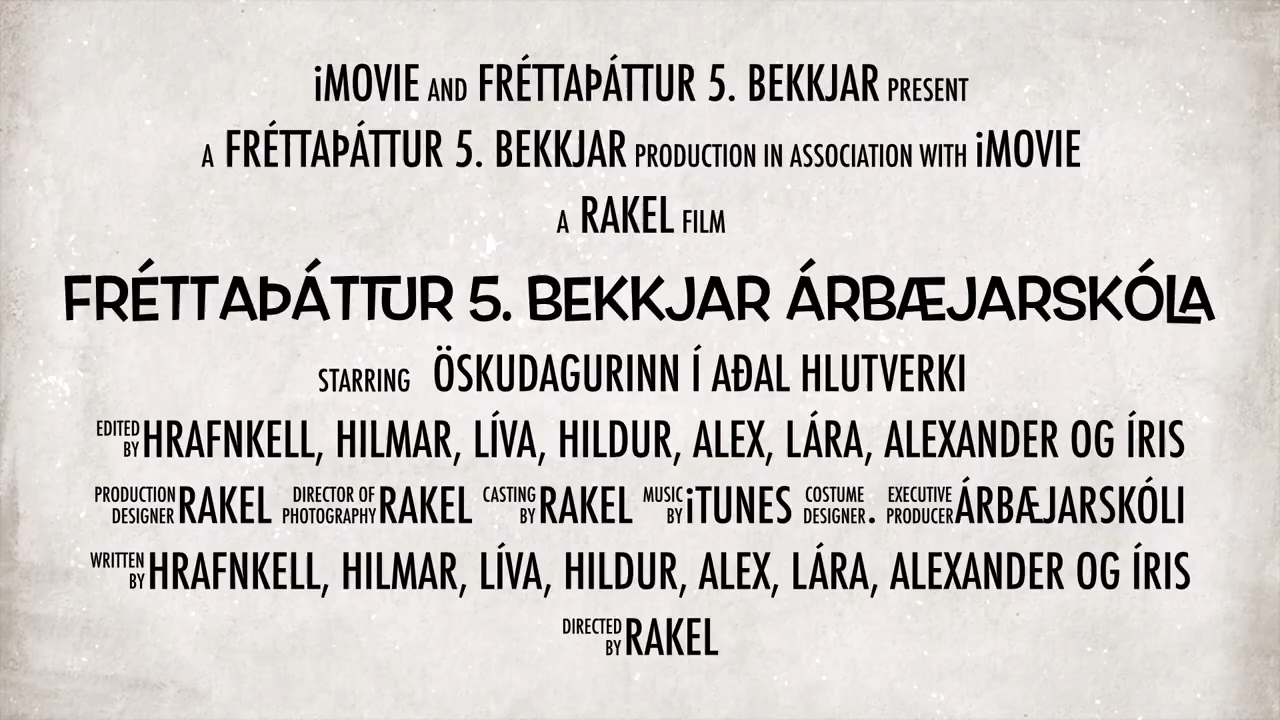 iMOVIE AND FRÉTTAÞÁTTUR 5. BEKKJAR PRESENT
A FRÉTTAÞÁTTUR 5. BEKKJAR PRODUCTION IN ASSOCIATION WITH iMOVIE
A RAKEL FILM
FRÉTTAÞÁTTUR 5. BEKKJAR ÁRBÆJARSKÓLA
STARRING ÖSKUDAGURINN Í AÐAL HLUTVERKI
EDITED BY HRAFNKELL, HILMAR, LÍVA, HILDUR, ALEX, LÁRA, ALEXANDER OG ÍRIS
PRODUCTION DESIGNER RAKEL DIRECTOR OF PHOTOGRAPHY RAKEL CASTING BY RAKEL MUSIC BY iTUNES COSTUME DESIGNER . EXECUTIVE PRODUCER ÁRBÆJARSKÓLI
WRITTEN BY HRAFNKELL, HILMAR, LÍVA, HILDUR, ALEX, LÁRA, ALEXANDER OG ÍRIS
DIRECTED BY RAKEL